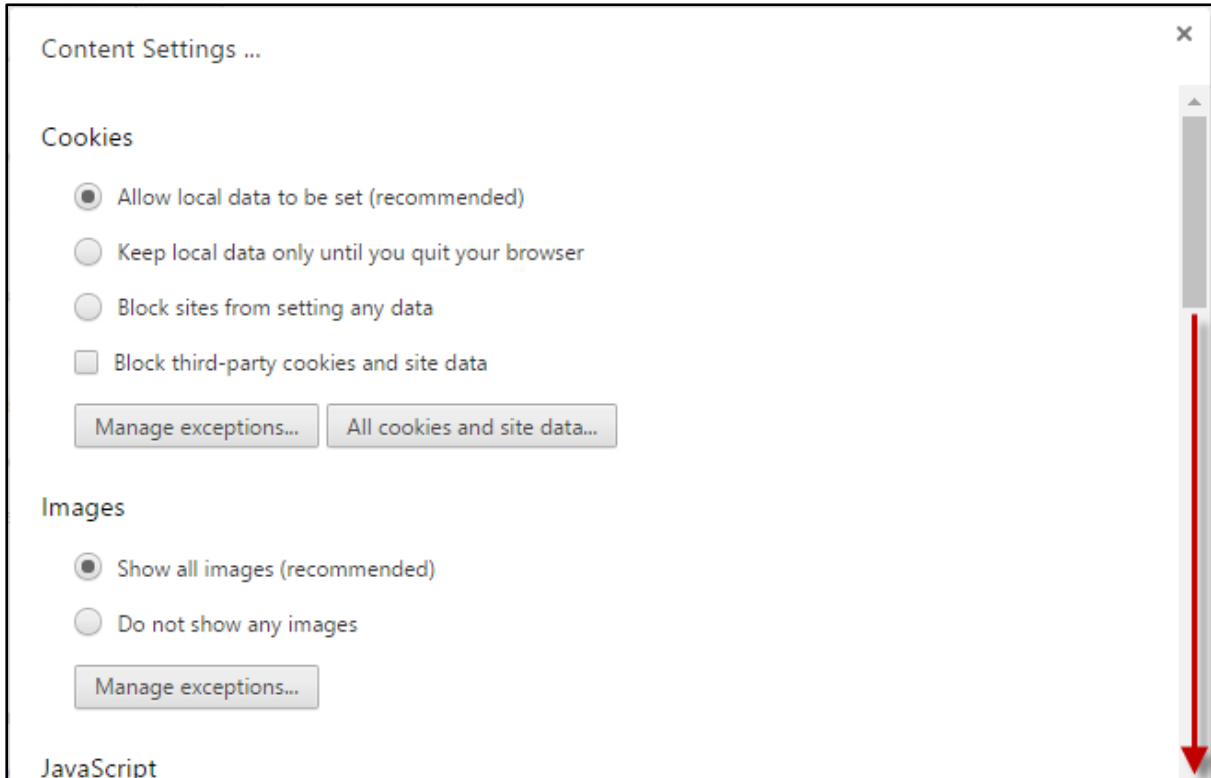 Content Settings ...
Cookies
Allow local data to be set (recommended)
Keep local data only until you quit your browser
Block sites from setting any data
Block third-party cookies and site data
Manage exceptions... All cookies and site data...
Images
Show all images (recommended)
Do not show any images
Manage exceptions...
JavaScript